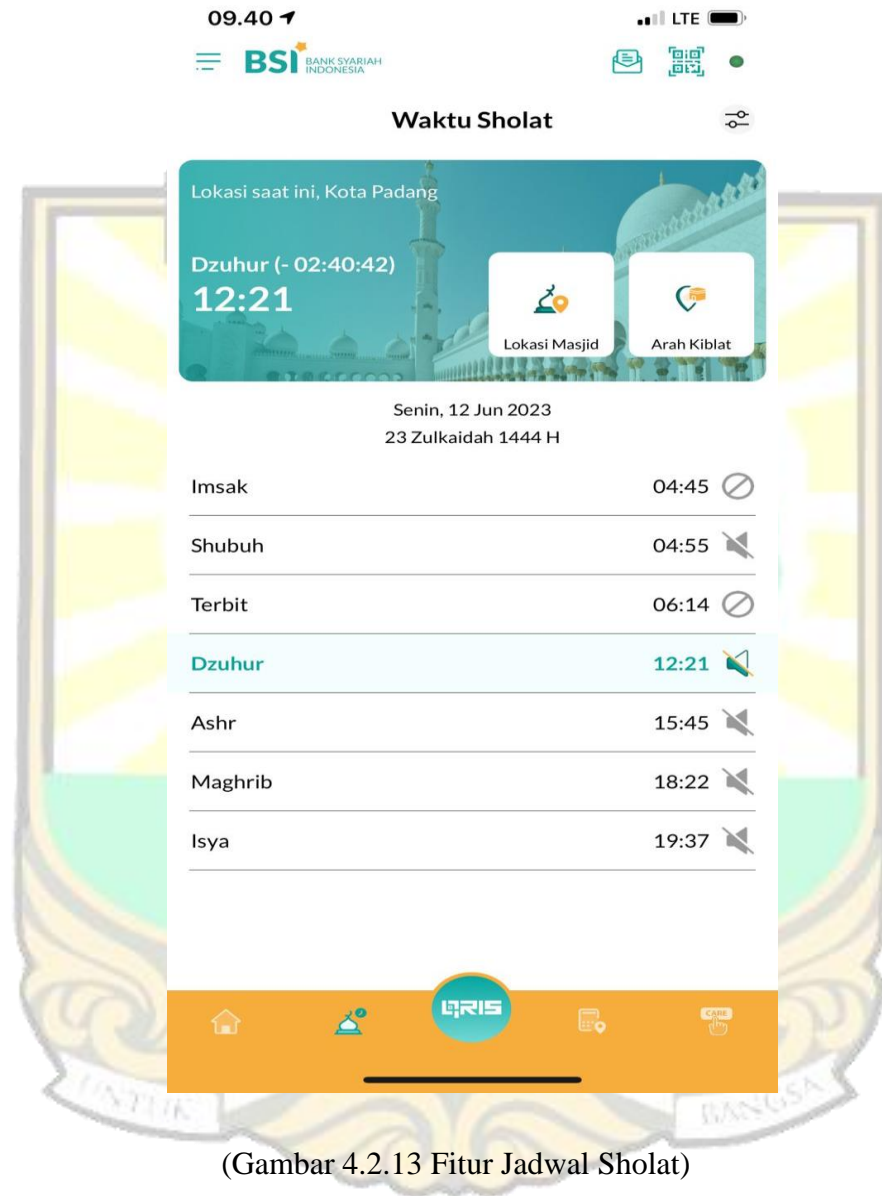 09.40 LTE
BSI BANK SYARIAH
INDONESIA
Waktu Sholat
Lokasi saat ini, Kota Padang
Dzuhur (- 02:40:42)
12:21
Lokasi Masjid Arah Kiblat
Senin, 12 Jun 2023
23 Zulkaidah 1444 H
Imsak 04:45
Shubuh 04:55
Terbit 06:14
Dzuhur 12:21
Ashr 15:45
Maghrib 18:22
Isya 19:37
QRIS CARE
UNTUK BANGSA
(Gambar 4.2.13 Fitur Jadwal Sholat)